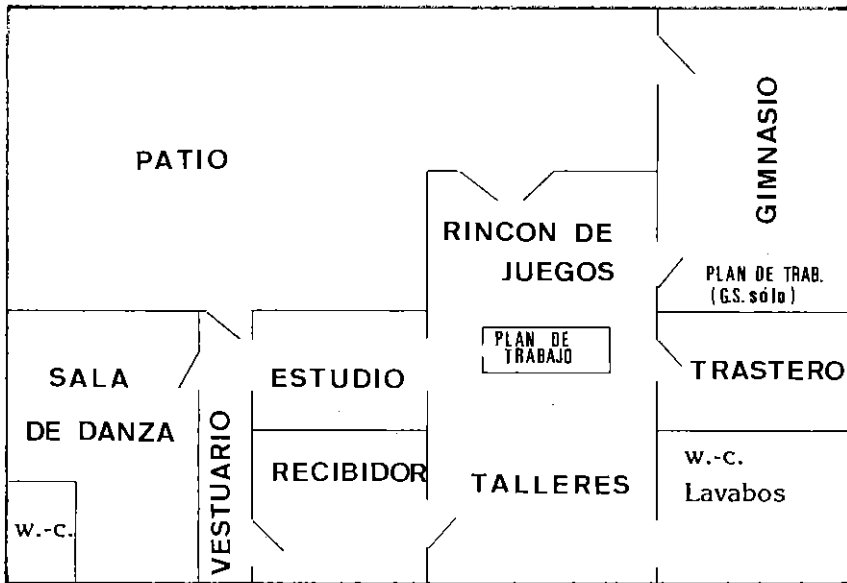 PATIO
GIMNASIO
RINCON DE
JUEGOS
PLAN DE TRAB.
(G.S. sólo)
PLAN DE
TRABAJO
SALA
DE DANZA
ESTUDIO
TRASTERO
VESTUARIO
RECIBIDOR
TALLERES
W.-C.
Lavabos
W.-C.